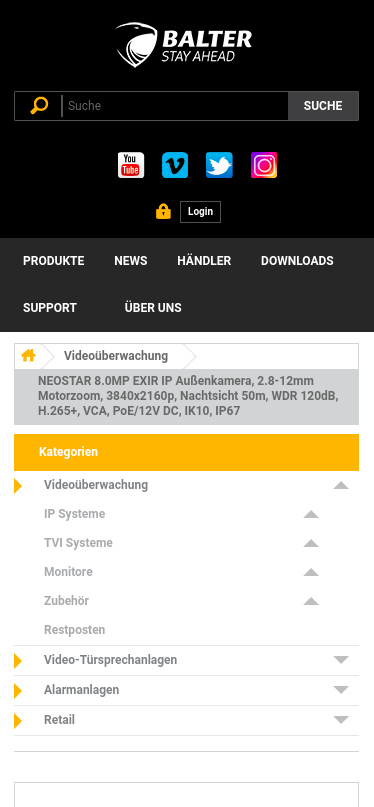 BALTER
STAY AHEAD
Suche
SUCHE
You
Tube
Login
PRODUKTE NEWS HÄNDLER DOWNLOADS
SUPPORT ÜBER UNS
Videoüberwachung
NEOSTAR 8.0MP EXIR IP Außenkamera, 2.8-12mm
Motorzoom, 3840x2160p, Nachtsicht 50m, WDR 120dB,
H.265+, VCA, PoE/12V DC, IK10, IP67
Kategorien
Videoüberwachung
IP Systeme
TVI Systeme
Monitore
Zubehör
Restposten
Video-Türsprechanlagen
Alarmanlagen
Retail